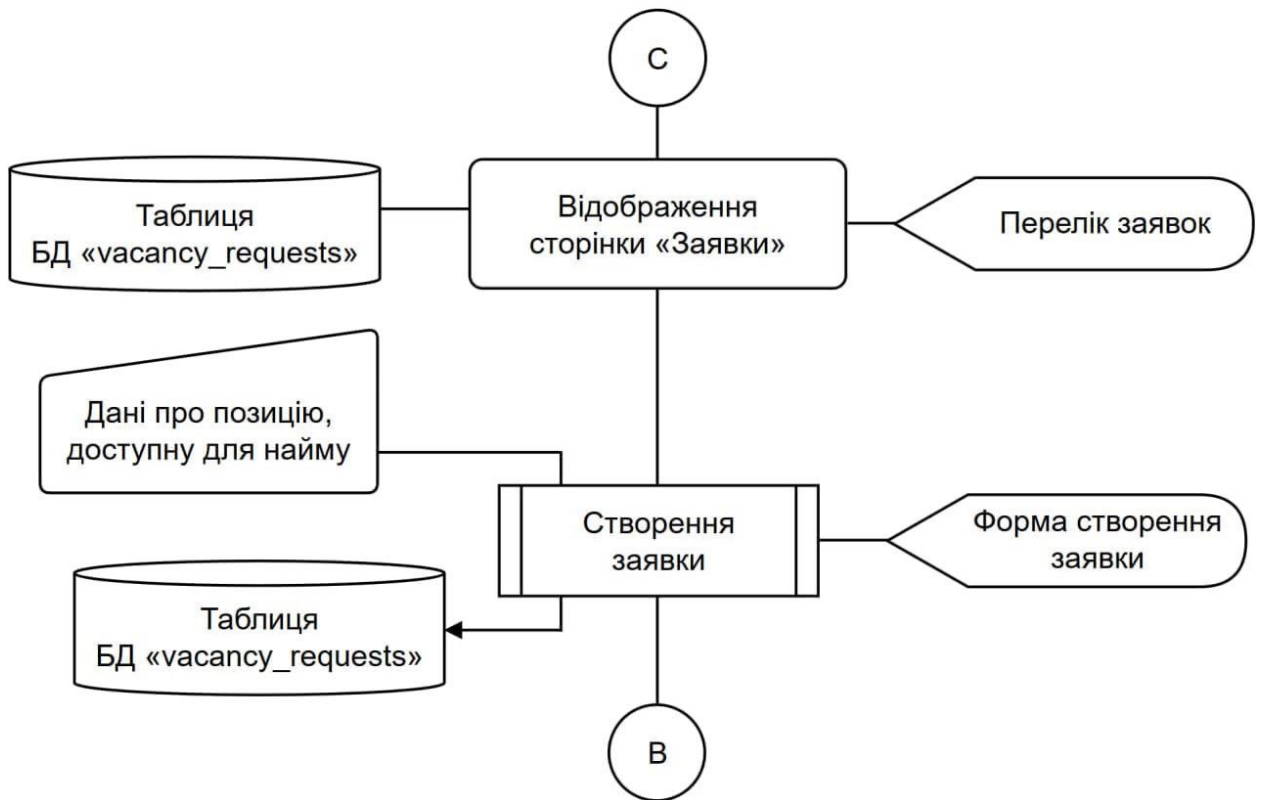 С
Таблиця
БД «vacancy_requests»
Відображення
сторінки «Заявки»
Перелік заявок
Дані про позицію,
доступну для найму
Створення
заявки
Форма створення
заявки
Таблиця
БД «vacancy_requests»
В